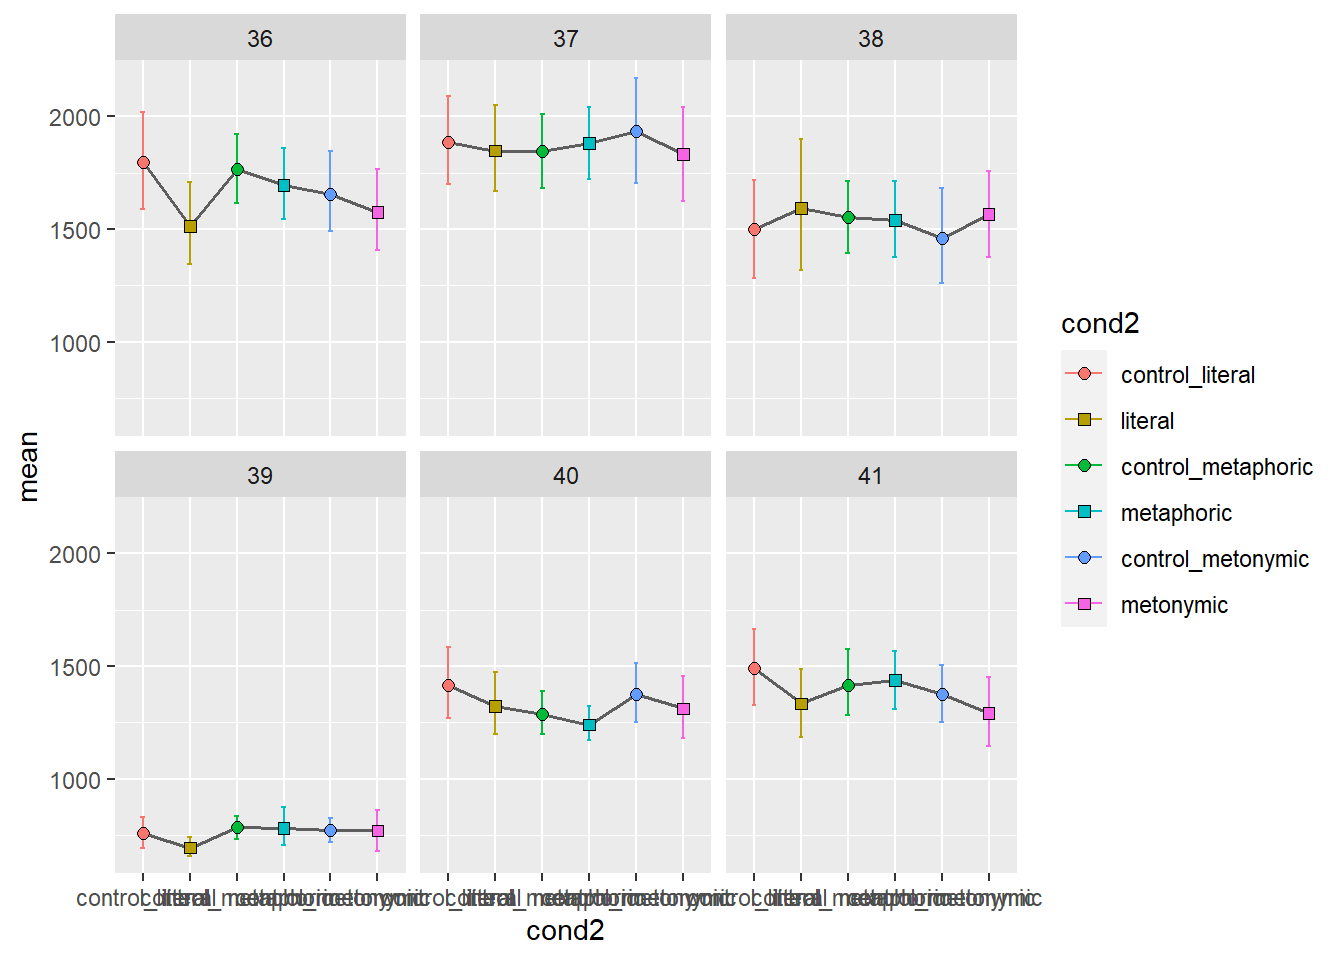 36
37
38
2000
1500
1000
mean
39
40
41
2000
1500
1000
cond2
cond2
control_literal
literal
control_metaphoric
metaphoric
control_metonymic
metonymic